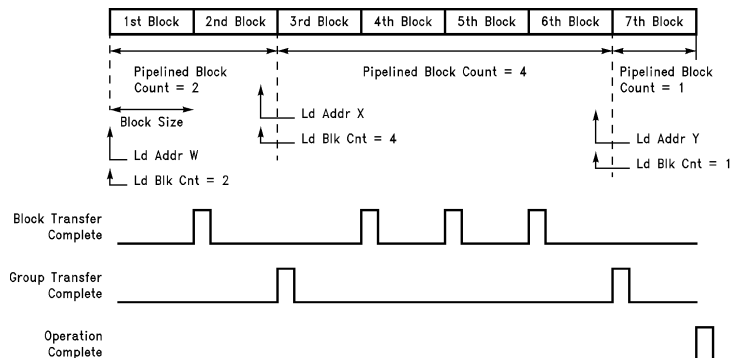 1st Block 2nd Block 3rd Block 4th Block 5th Block 6th Block 7th Block
Pipelined Block
Count = 2
Pipelined Block Count = 4
Pipelined Block
Count = 1
Block Size
Ld Addr W
Ld Blk Cnt = 2
Ld Addr X
Ld Blk Cnt = 4
Ld Addr Y
Ld Blk Cnt = 1
Block Transfer
Complete
Group Transfer
Complete
Operation
Complete